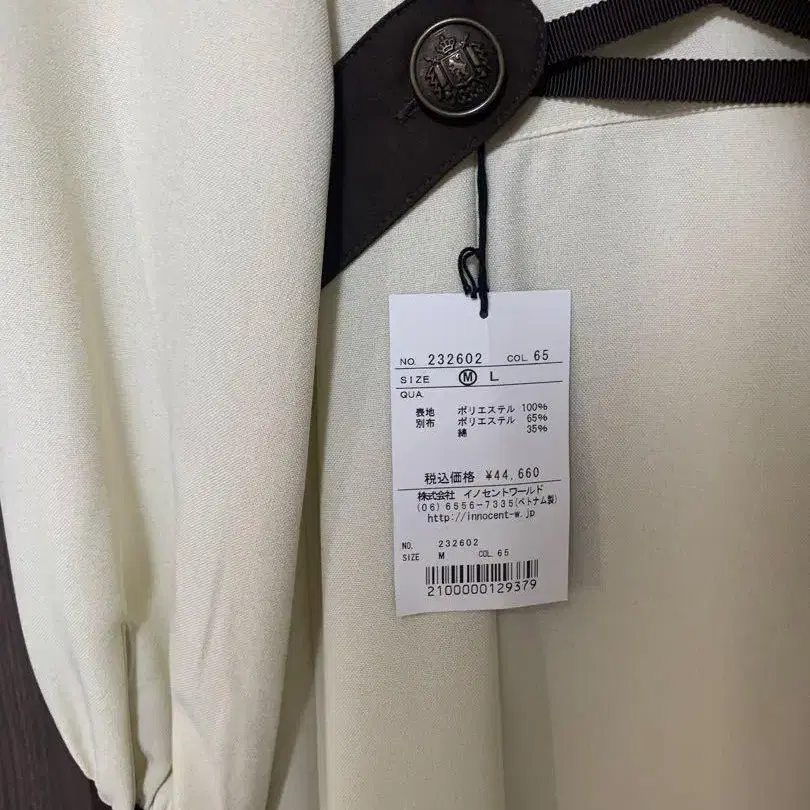 NO. 232602 COL. 65
SIZE M L
QUA.
表地 ポリエステル 100%
別布 ポリエステル 65%
綿 35%
税込価格 ¥44,660
株式会社 イノセントワールド
(06)6556-7335(ベトナム製)
http://innocent-w.jp
NO. 232602
SIZE M COL. 65
2100000129379